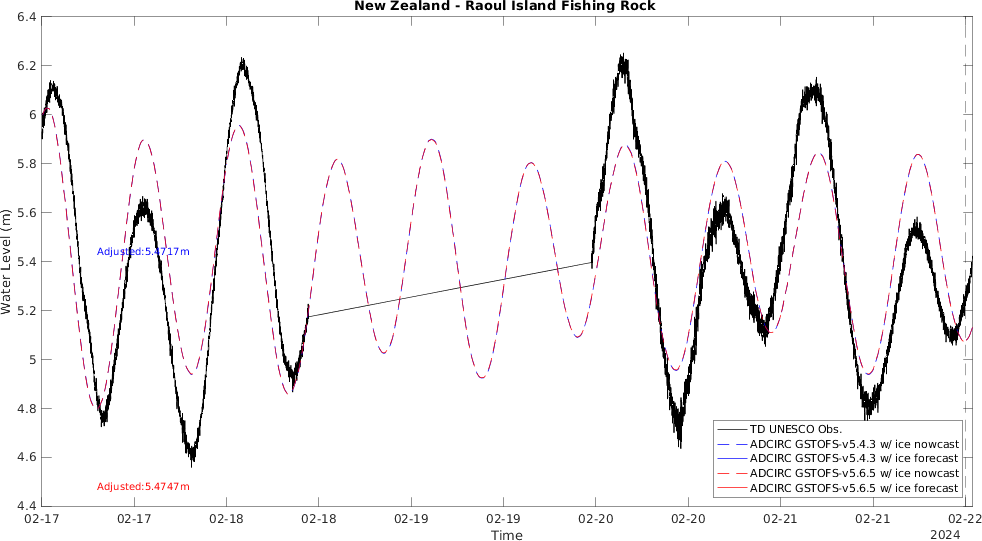 New Zealand - Raoul Island Fishing Rock
6.4
6.2
6
5.8
5.6
5.4
5.2
5
4.8
4.6
4.4
Water Level (m)
Adjusted:5.4717m
Adjusted:5.4747m
TD UNESCO Obs.
ADCIRC GSTOFS-v5.4.3 w/ ice nowcast
ADCIRC GSTOFS-v5.4.3 w/ ice forecast
ADCIRC GSTOFS-v5.6.5 w/ ice nowcast
ADCIRC GSTOFS-v5.6.5 w/ ice forecast
02-17 02-17 02-18 02-18 02-19 02-19 02-20 02-20 02-21 02-21 02-22
Time
2024